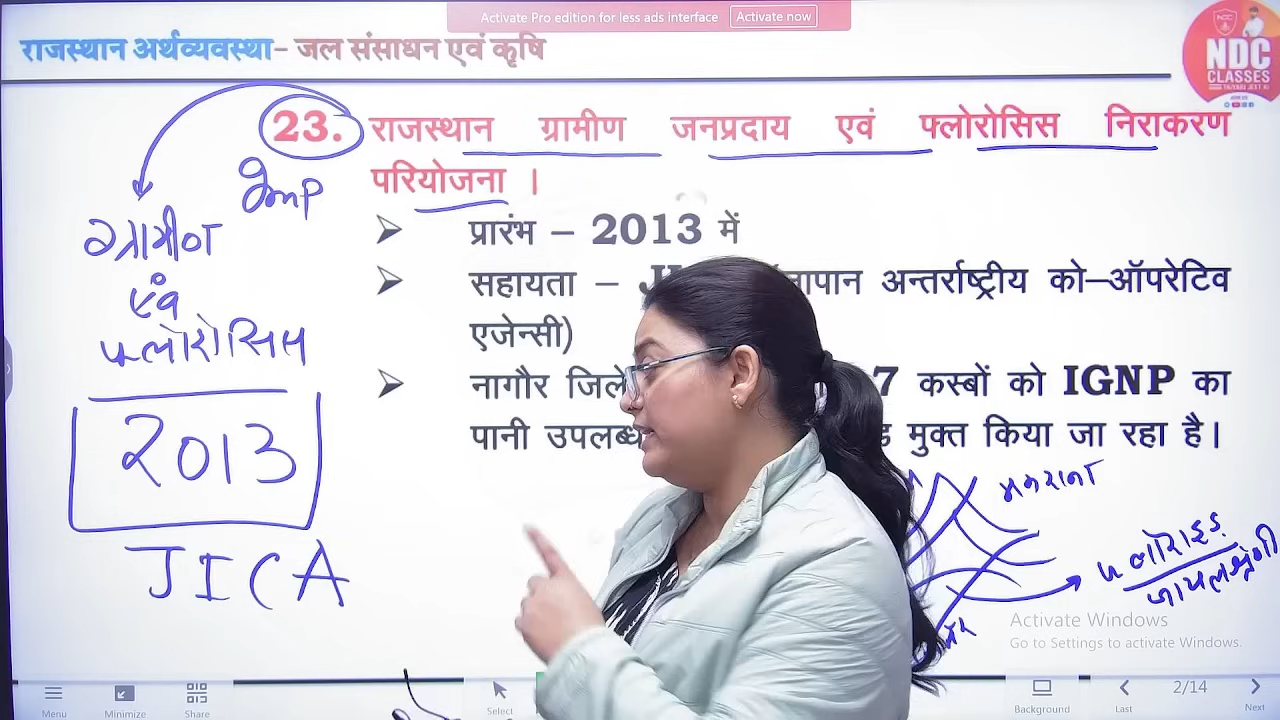 Activate Pro edition for less ads interface Activate now
राजस्थान अर्थव्यवस्था– जल संसाधन एवं कृषि
NDC
CLASSES
23. राजस्थान ग्रामीण जनप्रदाय एवं फ्लोरोसिस निराकरण
परियोजना ।
प्रारंभ – 2013 में
सहायता – अन्तर्राष्ट्रीय को–ऑपरेटिव
एजेन्सी)
नागौर 7 कस्बों को IGNP का
पानी मुक्त किया जा रहा है।
ग्रामीण
एवं
फ्लोरोसिस
2013
JICA
मकराना
फ्लोराइड
Activate Windows
Go to Settings to activate Windows.
Menu Minimize Share Select Background Last 2/14 Next